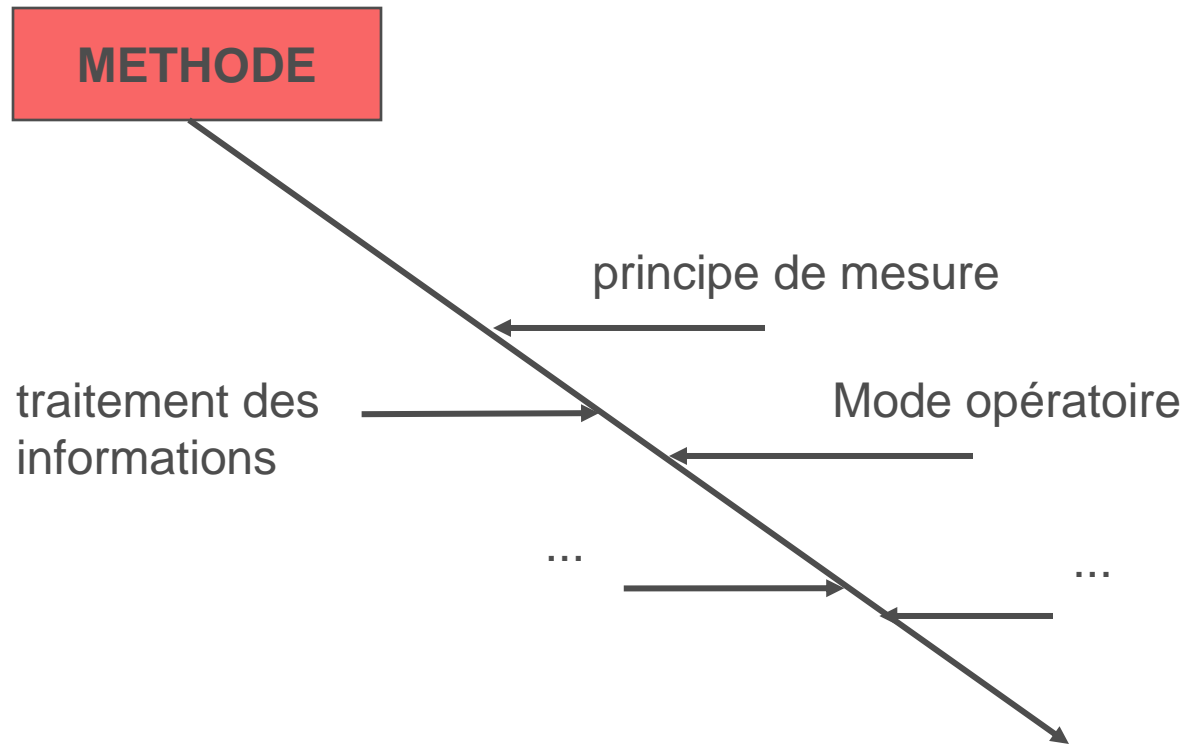 METHODE
principe de mesure
traitement des
informations
Mode opératoire
...
...